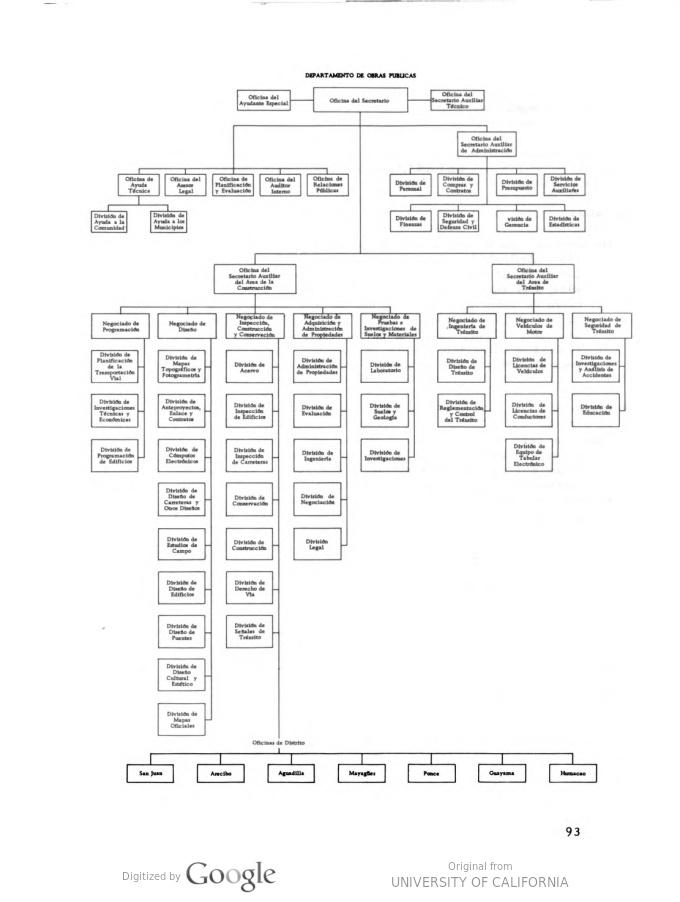 DEPARTAMENTO DE OBRAS PUBLICAS
Oficina del
Ayudante Especial
Oficina del Secretario
Oficina del
Secretario Auxiliar
Técnico
Oficina del
Secretario Auxiliar
de Administración
Oficina de
Ayuda
Técnica
Oficina del
Asesor
Legal
Oficina de
Planificación
y Evaluación
Oficina del
Auditor
Interno
Oficina de
Relaciones
Públicas
División de
Personal
División de
Compras y
Contratos
División de
Presupuesto
División de
Servicios
Auxiliares
División de
Ayuda a la
Comunidad
División de
Ayuda a los
Municipios
División de
Finanzas
División de
Seguridad y
Defensa Civil
visión de
Gerencia
División de
Estadísticas
Oficina del
Secretario Auxiliar
del Area de la
Construcción
Oficina del
Secretario Auxiliar
del Area de
Tránsito
Negociado de
Programación
Negociado de
Diseño
Negociado de
Inspección,
Construcción
y Conservación
Negociado de
Adquisición y
Administración
de Propiedades
Negociado de
Pruebas e
Investigaciones de
Suelos y Materiales
Negociado de
Ingeniería de
Tránsito
Negociado de
Vehículos de
Motor
Negociado de
Seguridad de
Tránsito
División de
Planificación
de la
Transportación
Vial
División de
Mapas
Topográficos y
Fotogrametría
División de
Acervo
División de
Administración
de Propiedades
División de
Laboratorio
División de
Diseño de
Tránsito
División de
Licencias de
Vehículos
División de
Investigaciones
y Análisis de
Accidentes
División de
Investigaciones
Técnicas y
Económicas
División de
Anteproyectos,
Enlace y
Contratos
División de
Inspección
de Edificios
División de
Evaluación
División de
Suelos y
Geología
División de
Reglamentación
y Control
del Tránsito
División de
Licencias de
Conductores
División de
Educación
División de
Programación
de Edificios
División de
Cómputos
Electrónicos
División de
Inspección
de Carreteras
División de
Ingeniería
División de
Investigaciones
División de
Equipo de
Tabular
Electrónico
División de
Diseño de
Carreteras y
Otros Diseños
División de
Conservación
División de
Negociación
División de
Estudios de
Campo
División de
Construcción
División
Legal
División de
Diseño de
Edificios
División de
Derecho de
Vía
División de
Diseño de
Puentes
División de
Señales de
Tránsito
División de
Diseño
Cultural y
Estético
División de
Mapas
Oficiales
Oficinas de Distrito
San Juan
Arecibo
Aguadilla
Mayagüez
Ponce
Guayama
Humacao
93
Digitized by Google
Original from
UNIVERSITY OF CALIFORNIA